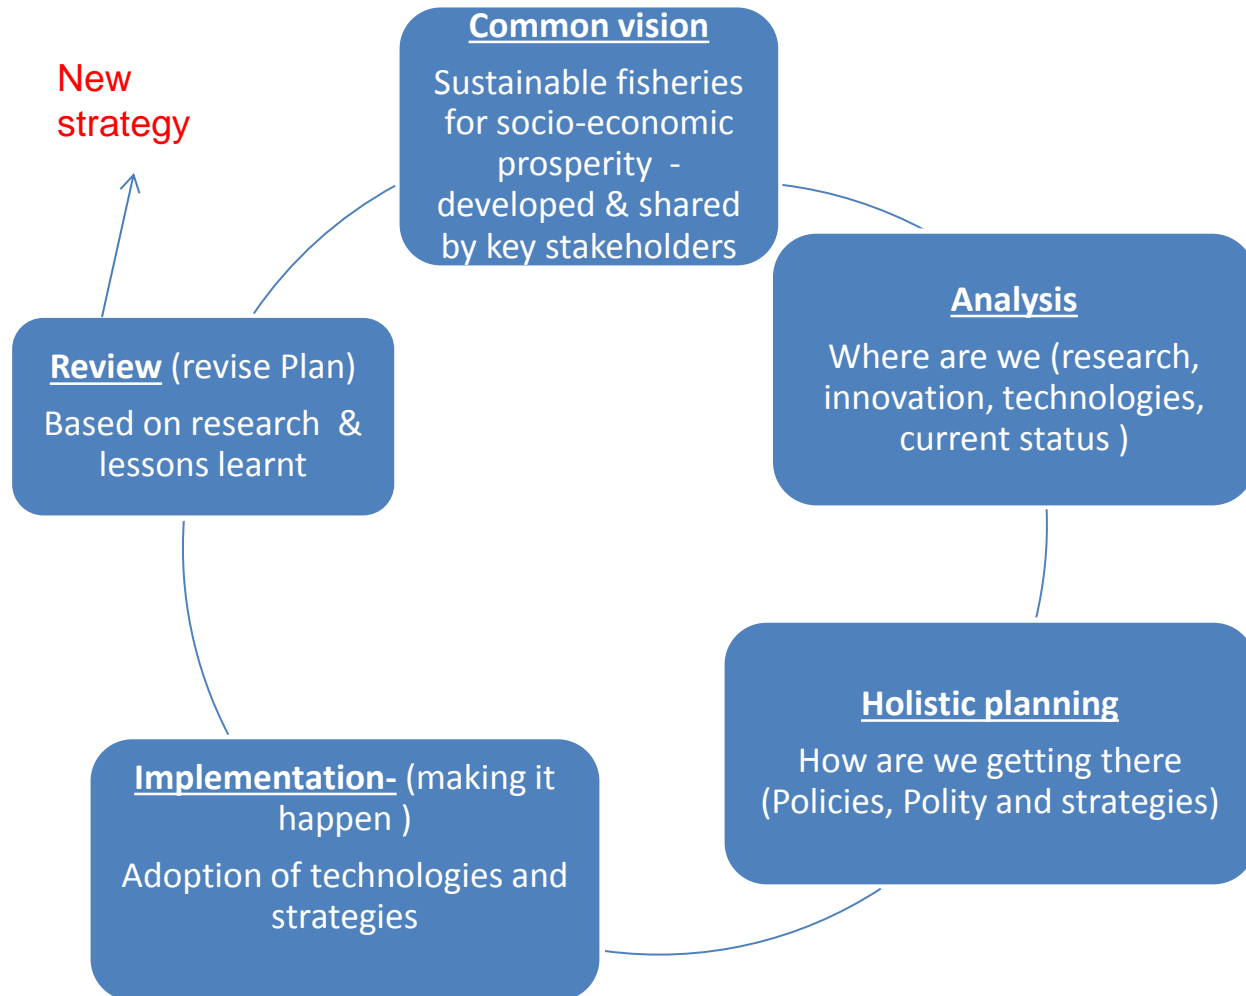 New
strategy
Common vision
Sustainable fisheries
for socio-economic
prosperity -
developed & shared
by key stakeholders
Analysis
Where are we (research,
innovation, technologies,
current status )
Holistic planning
How are we getting there
(Policies, Polity and strategies)
Implementation- (making it
happen )
Adoption of technologies and
strategies
Review (revise Plan)
Based on research & 
lessons learnt